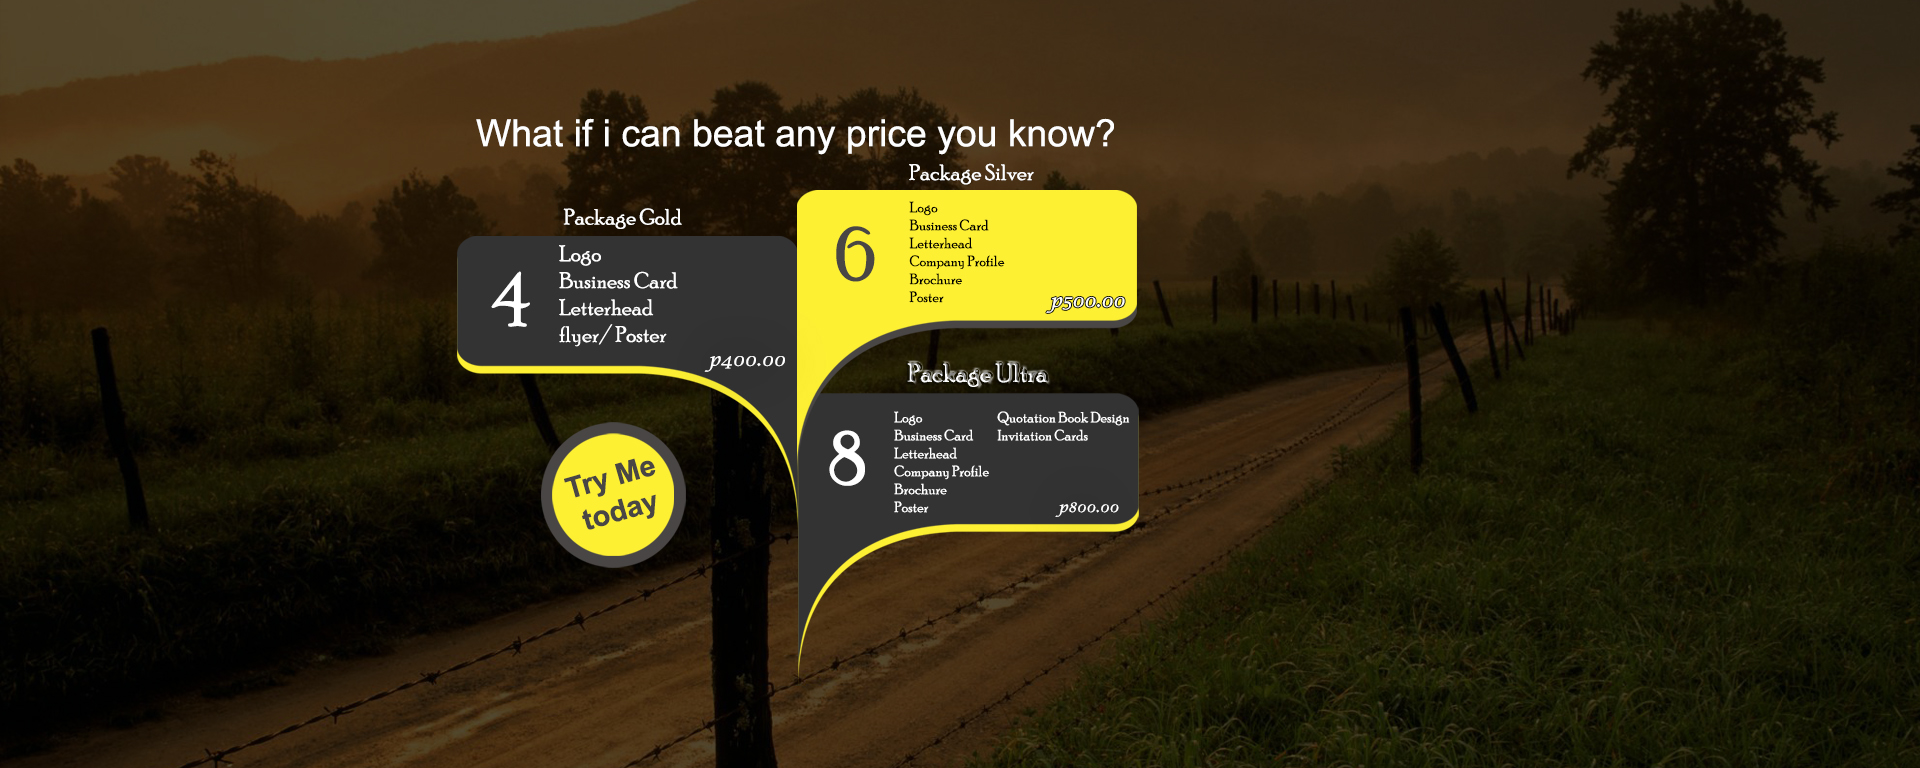 What if i can beat any price you know?
Package Gold
4
Logo
Business Card
Letterhead
flyer/ Poster
p400.00
Package Silver
6
Logo
Business Card
Letterhead
Company Profile
Brochure
Poster
p500.00
Package Ultra
8
Logo
Business Card
Letterhead
Company Profile
Brochure
Poster
Quotation Book Design
Invitation Cards
p800.00
Try Me
today